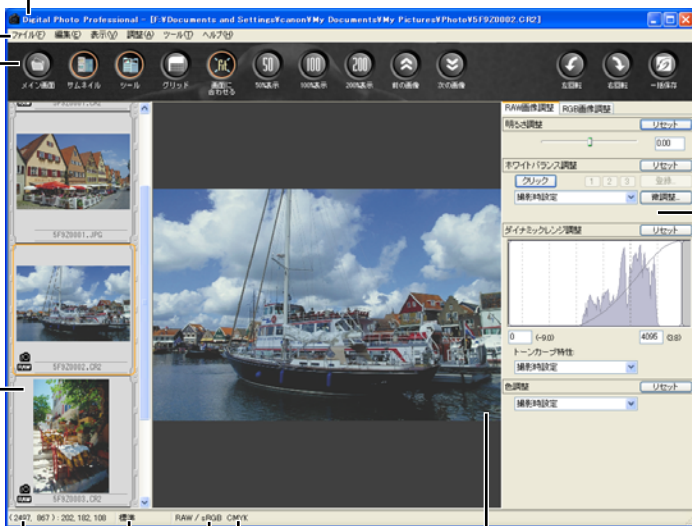 Digital Photo Professional - [F:¥Documents and Settings¥canon¥My Documents¥My Pictures¥Photo¥5F9Z0002.CR2]
ファイル(F) 編集(E) 表示(V) 調整(A) ツール(T) ヘルプ(H)
50 100 200
メイン画面 サムネイル ツール グリッド 画面に合わせる 50%表示 100%表示 200%表示 前の画像 次の画像 左回転 右回転 一括保存
5F9Z0001.CR2
5F9Z0001.JPG
RAW
5F9Z0002.CR2
RAW
5F9Z0003.CR2
RAW画像調整 RGB画像調整
明るさ調整 リセット
0.00
ホワイトバランス調整 リセット
クリック 1 2 3 登録...
撮影時設定 微調整...
ダイナミックレンジ調整 リセット
0 (-9.0) 4095 (3.8)
トーンカーブ特性:
撮影時設定
色調整 リセット
撮影時設定
(2497, 867): 202, 182, 108 標準 RAW / sRGB CMYK